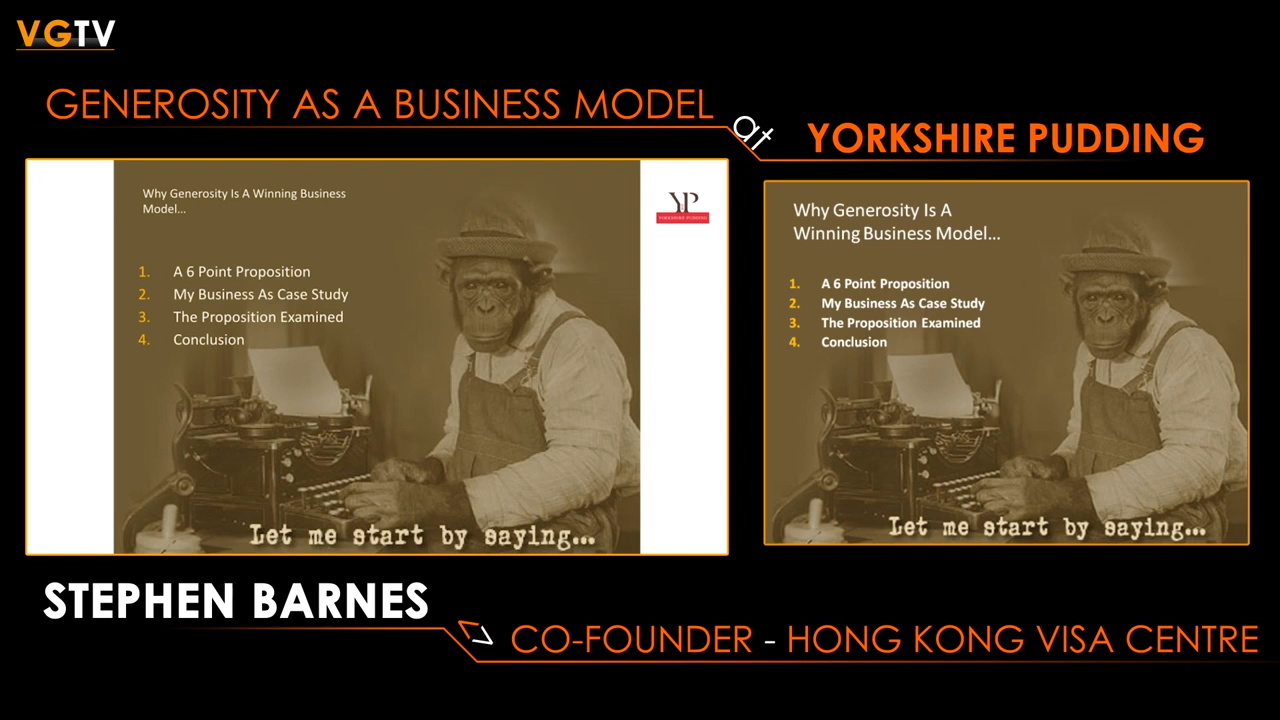 VGTV
GENEROSITY AS A BUSINESS MODEL
at
YORKSHIRE PUDDING
Why Generosity Is A Winning Business
Model...
1. A 6 Point Proposition
2. My Business As Case Study
3. The Proposition Examined
4. Conclusion
Let me start by saying...
YP
YORKSHIRE PUDDING
Why Generosity Is A
Winning Business Model...
1. A 6 Point Proposition
2. My Business As Case Study
3. The Proposition Examined
4. Conclusion
Let me start by saying...
STEPHEN BARNES
CO-FOUNDER - HONG KONG VISA CENTRE